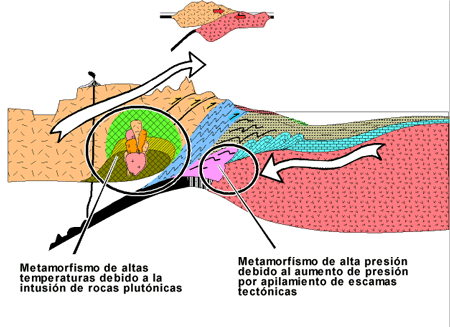 Metamorfismo de altas
temperaturas debido a la
intusión de rocas plutónicas
Metamorfísmo de alta presión
debido al aumento de presión
por apilamiento de escamas
tectónicas